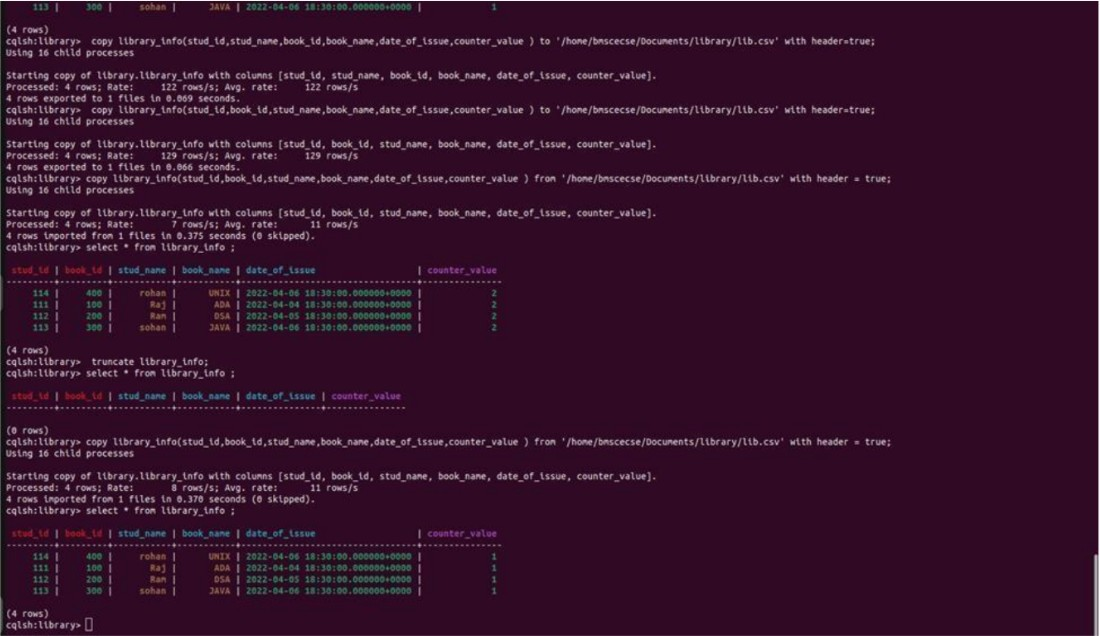 113 | 300 | sohan | JAVA | 2022-04-06 18:30:00.000000+0000 | 1
(4 rows)
cqlsh:library> copy library_info(stud_id,stud_name,book_id,book_name,date_of_issue,counter_value ) to '/home/bmscecse/Documents/library/lib.csv' with header=true;
Using 16 child processes
Starting copy of library.library_info with columns [stud_id, stud_name, book_id, book_name, date_of_issue, counter_value].
Processed: 4 rows; Rate: 122 rows/s; Avg. rate: 122 rows/s
4 rows exported to 1 files in 0.069 seconds.
cqlsh:library> copy library_info(stud_id,book_id,stud_name,book_name,date_of_issue,counter_value ) to '/home/bmscecse/Documents/library/lib.csv' with header=true;
Using 16 child processes
Starting copy of library.library_info with columns [stud_id, book_id, stud_name, book_name, date_of_issue, counter_value].
Processed: 4 rows; Rate: 129 rows/s; Avg. rate: 129 rows/s
4 rows exported to 1 files in 0.066 seconds.
cqlsh:library> copy library_info(stud_id,book_id,stud_name,book_name,date_of_issue,counter_value ) from '/home/bmscecse/Documents/library/lib.csv' with header = true;
Using 16 child processes
Starting copy of library.library_info with columns [stud_id, book_id, stud_name, book_name, date_of_issue, counter_value].
Processed: 4 rows; Rate: 7 rows/s; Avg. rate: 11 rows/s
4 rows imported from 1 files in 0.375 seconds (0 skipped).
cqlsh:library> select * from library_info ;
stud_id | book_id | stud_name | book_name | date_of_issue | counter_value
---------+---------+-----------+-----------+---------------------------------+---------------
114 | 400 | rohan | UNIX | 2022-04-06 18:30:00.000000+0000 | 2
111 | 100 | Raj | ADA | 2022-04-04 18:30:00.000000+0000 | 2
112 | 200 | Ram | DSA | 2022-04-05 18:30:00.000000+0000 | 2
113 | 300 | sohan | JAVA | 2022-04-06 18:30:00.000000+0000 | 2
(4 rows)
cqlsh:library> truncate library_info;
cqlsh:library> select * from library_info ;
stud_id | book_id | stud_name | book_name | date_of_issue | counter_value
---------+---------+-----------+-----------+---------------+---------------
(0 rows)
cqlsh:library> copy library_info(stud_id,book_id,stud_name,book_name,date_of_issue,counter_value ) from '/home/bmscecse/Documents/library/lib.csv' with header = true;
Using 16 child processes
Starting copy of library.library_info with columns [stud_id, book_id, stud_name, book_name, date_of_issue, counter_value].
Processed: 4 rows; Rate: 8 rows/s; Avg. rate: 11 rows/s
4 rows imported from 1 files in 0.370 seconds (0 skipped).
cqlsh:library> select * from library_info ;
stud_id | book_id | stud_name | book_name | date_of_issue | counter_value
---------+---------+-----------+-----------+---------------------------------+---------------
114 | 400 | rohan | UNIX | 2022-04-06 18:30:00.000000+0000 | 1
111 | 100 | Raj | ADA | 2022-04-04 18:30:00.000000+0000 | 1
112 | 200 | Ram | DSA | 2022-04-05 18:30:00.000000+0000 | 1
113 | 300 | sohan | JAVA | 2022-04-06 18:30:00.000000+0000 | 1
(4 rows)
cqlsh:library>